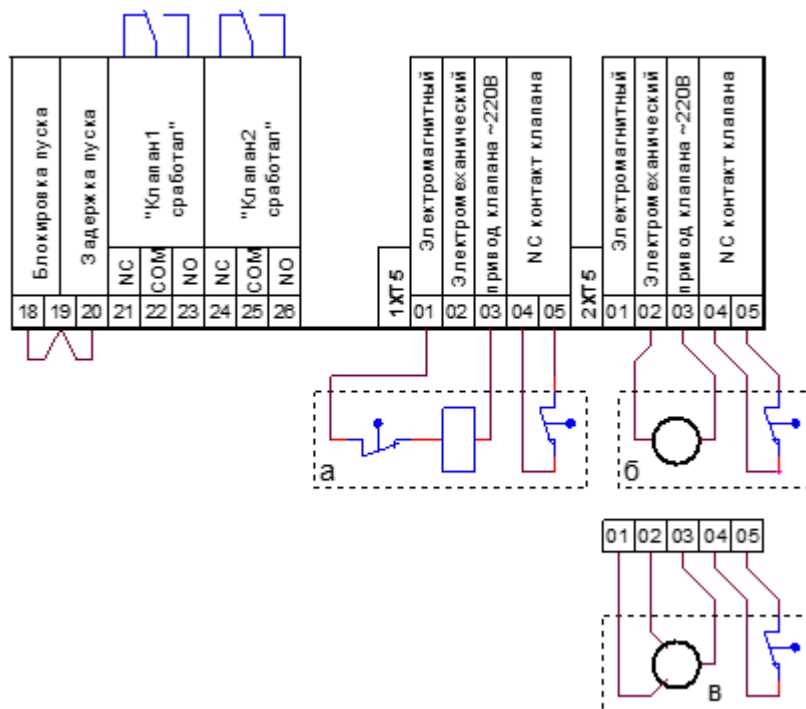 Блокировка пуска
Задержка пуска
"Клапан1
сработал"
"Клапан2
сработал"
NC
COM
NO
NC
COM
NO
18 19 20 21 22 23 24 25 26
1XT5
Электромагнитный
Электромеханический
привод клапана ~220В
NC контакт клапана
01 02 03 04 05
2XT5
Электромагнитный
Электромеханический
привод клапана ~220В
NC контакт клапана
01 02 03 04 05
а
б
01 02 03 04 05
в